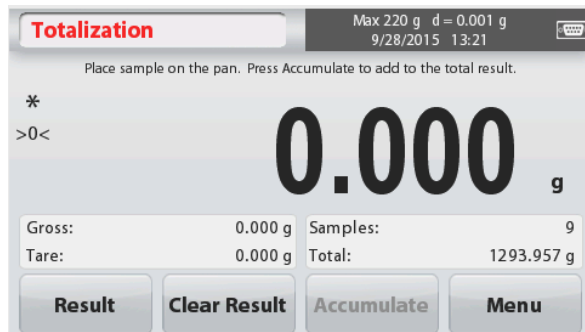 Totalization
Max 220 g d = 0.001 g
9/28/2015 13:21
Place sample on the pan. Press Accumulate to add to the total result.
*
>0<
0.000 g
Gross: 0.000 g
Tare: 0.000 g
Samples: 9
Total: 1293.957 g
Result
Clear Result
Accumulate
Menu